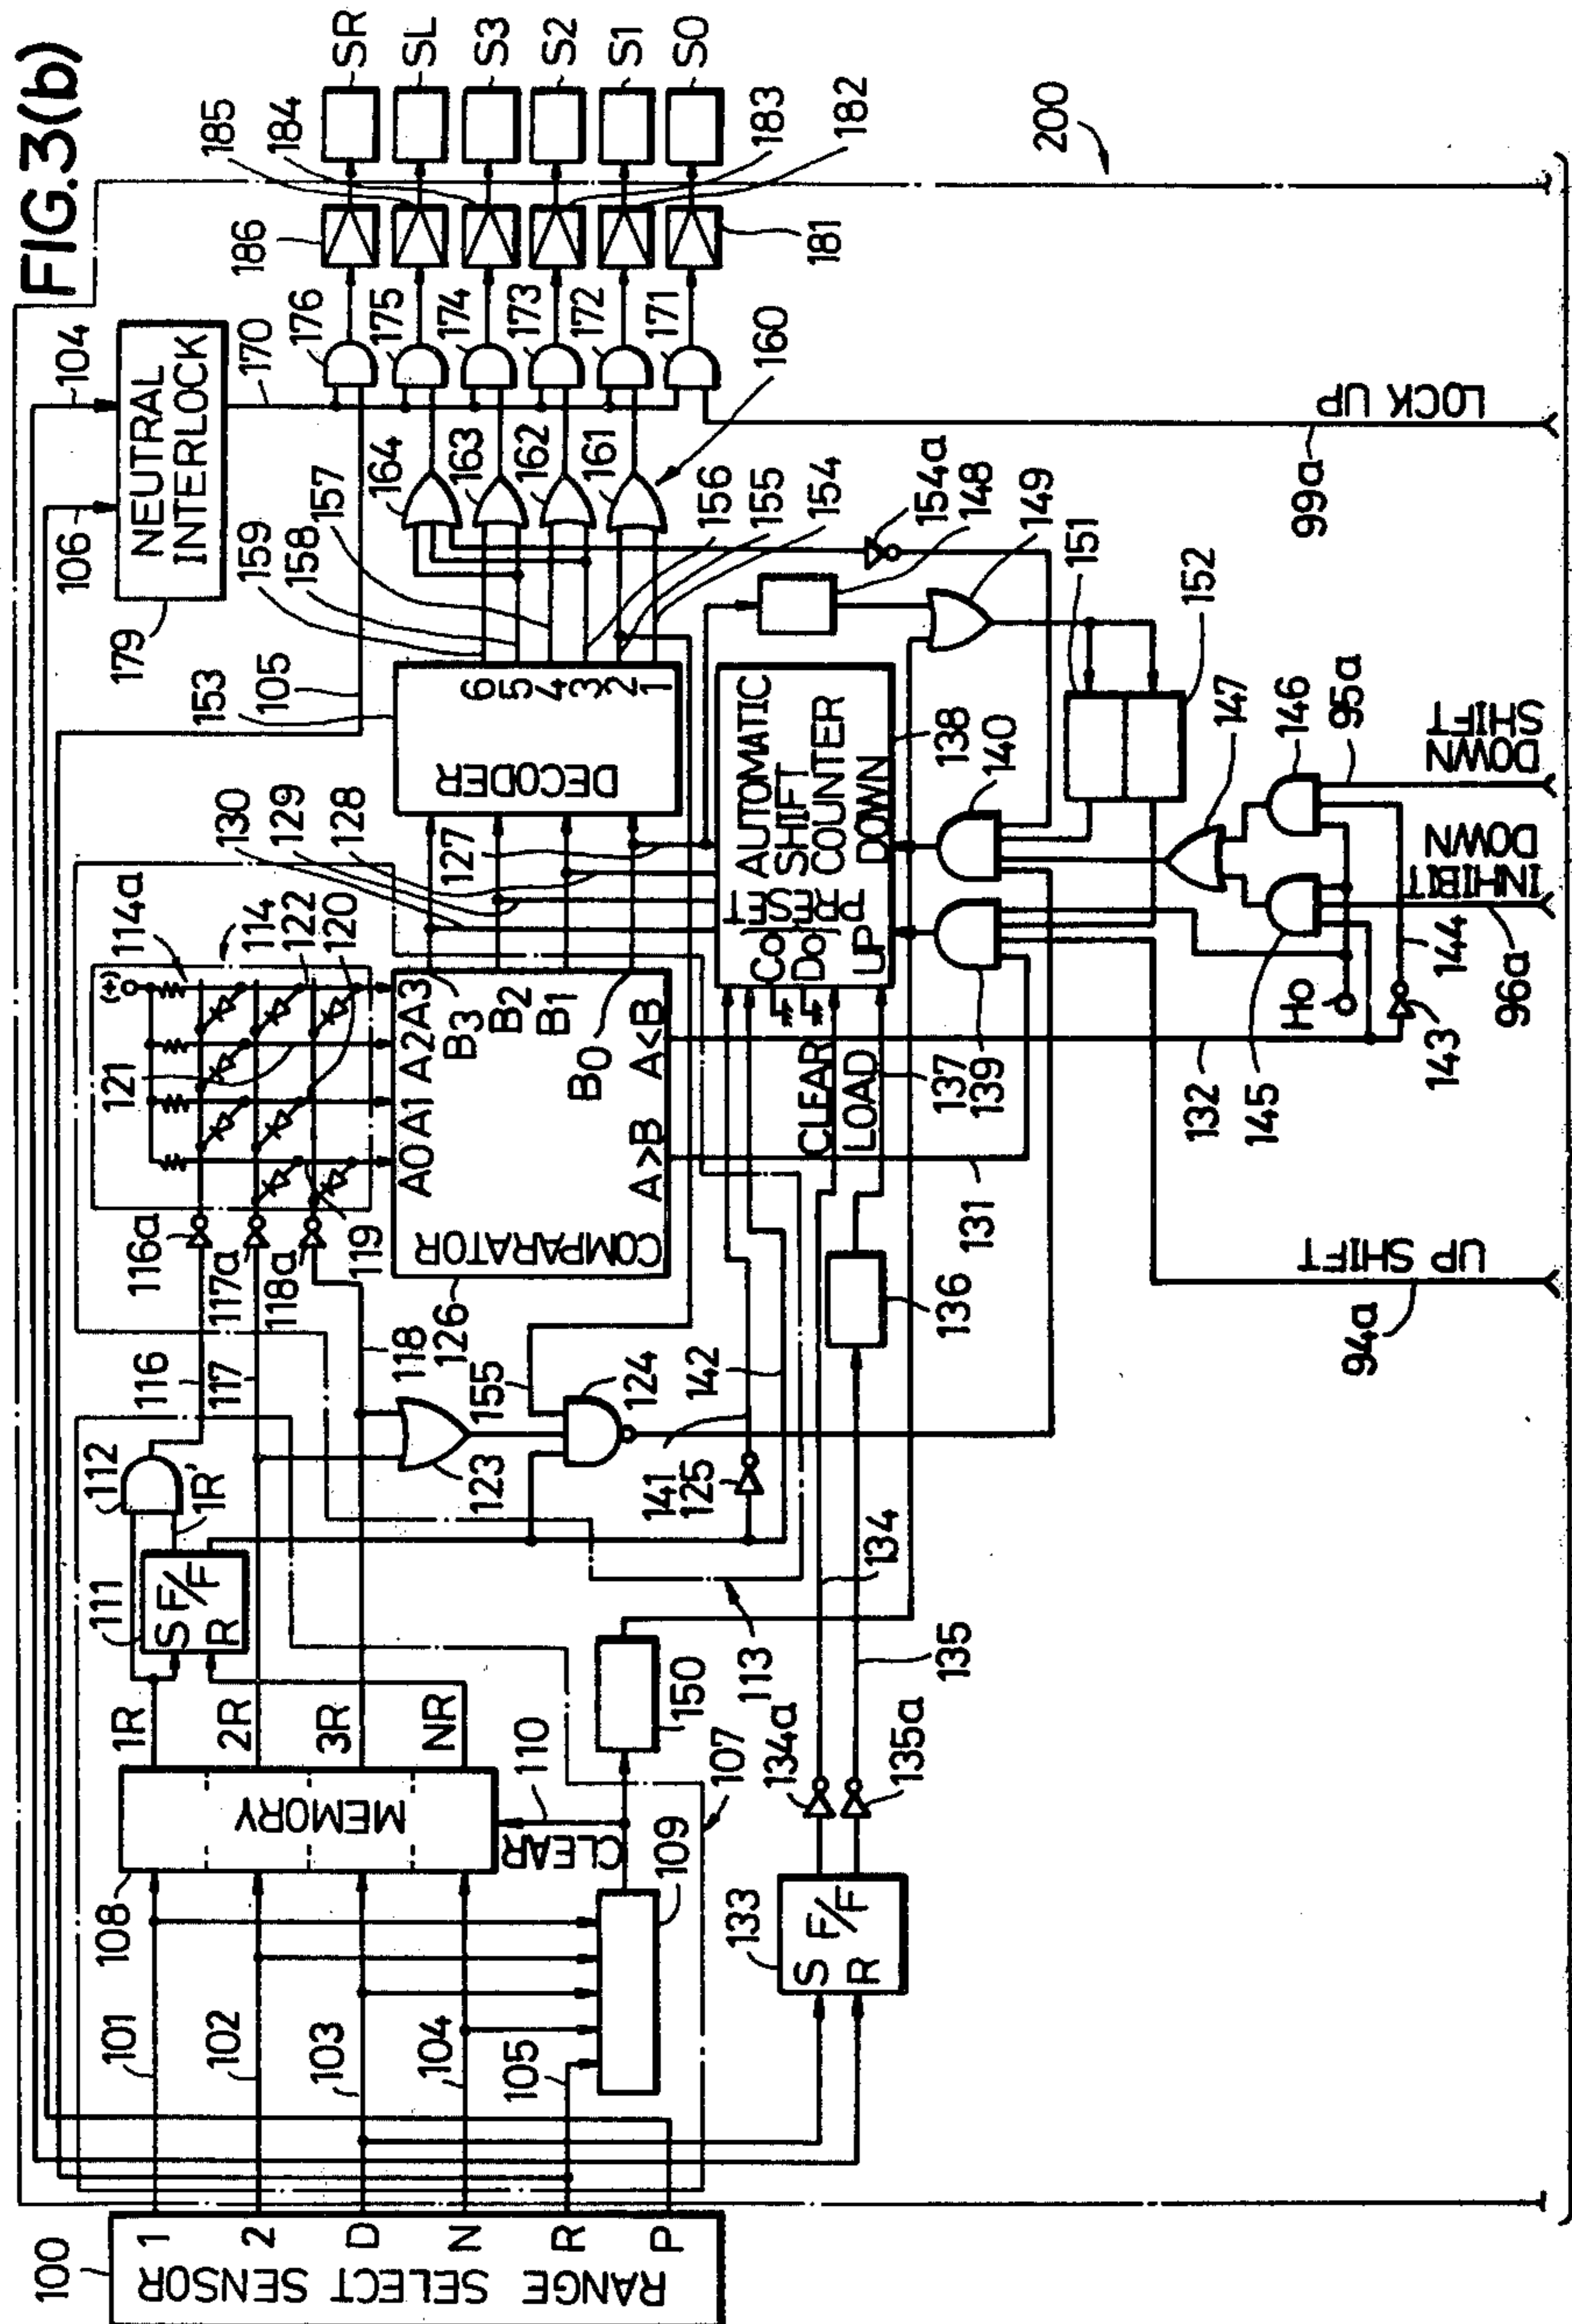 FIG.3(b)
100
RANGE SELECT SENSOR
1
2
D
N
R
P
101
102
103
104
105
108
MEMORY
CLEAR
110
109
107
150
1R
2R
3R
NR
111
S F/F
R
1R'
112
116
117
118
116a
117a
118a
119
123
155
124
141
125
142
113
133
S F/F
R
134a
135a
134
135
136
114a
114
122
120
121
(+)
A0 A1 A2 A3
B3
B2
B1
B0
A>B
A<B
COMPARATOR
126
130
129
128
127
153
105
DECODER
6
5
4
3
2
1
159
158
157
156
155
154
AUTOMATIC
SHIFT
COUNTER
PRESET
Co
Do
UP
DOWN
CLEAR
LOAD
137
139
138
140
131
132
148
149
154a
151
152
147
146
145
144
143
Ho
95a
DOWN
SHIFT
INHIBIT
DOWN
96a
UP SHIFT
94a
LOCK UP
99a
104
106
NEUTRAL
INTERLOCK
179
170
164
163
162
161
160
176
175
174
173
172
171
186
185
184
183
182
181
SR
SL
S3
S2
S1
S0
200